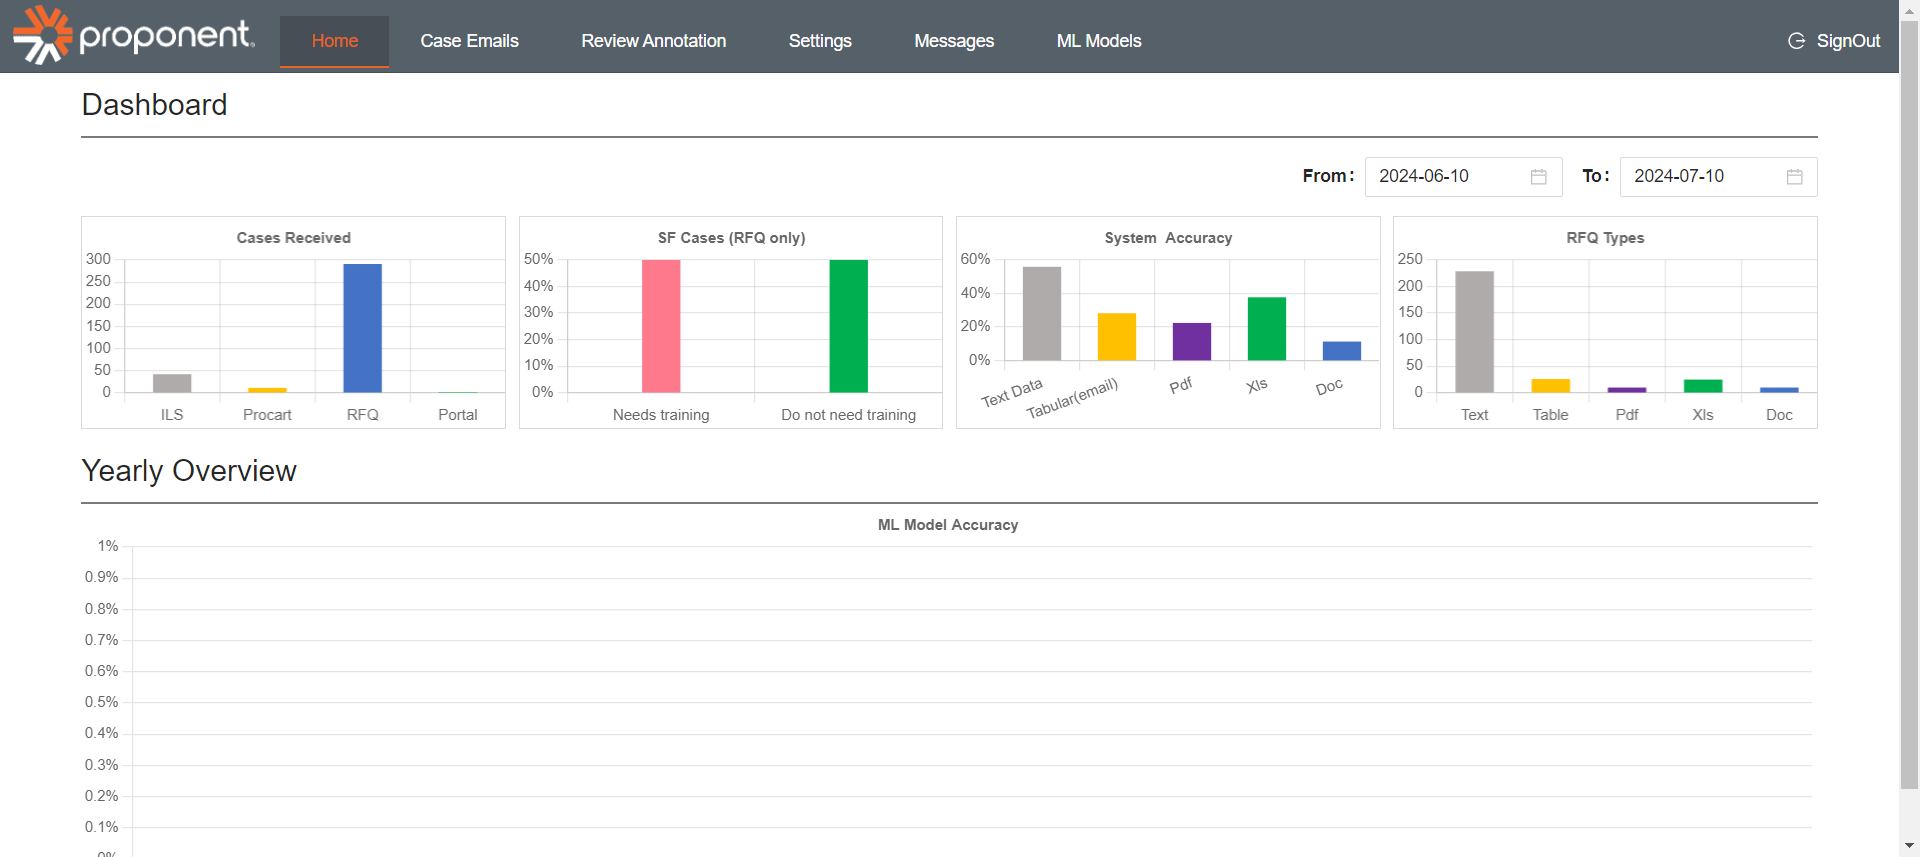 proponent
Home
Case Emails
Review Annotation
Settings
Messages
ML Models
SignOut
Dashboard
From :
2024-06-10
To :
2024-07-10
Cases Received
300
250
200
150
100
50
0
ILS
Procart
RFQ
Portal
SF Cases (RFQ only)
50%
40%
30%
20%
10%
0%
Needs training
Do not need training
System Accuracy
60%
40%
20%
0%
Text Data
Tabular(email)
Pdf
Xls
Doc
RFQ Types
250
200
150
100
50
0
Text
Table
Pdf
Xls
Doc
Yearly Overview
ML Model Accuracy
1%
0.9%
0.8%
0.7%
0.6%
0.5%
0.4%
0.3%
0.2%
0.1%
0%